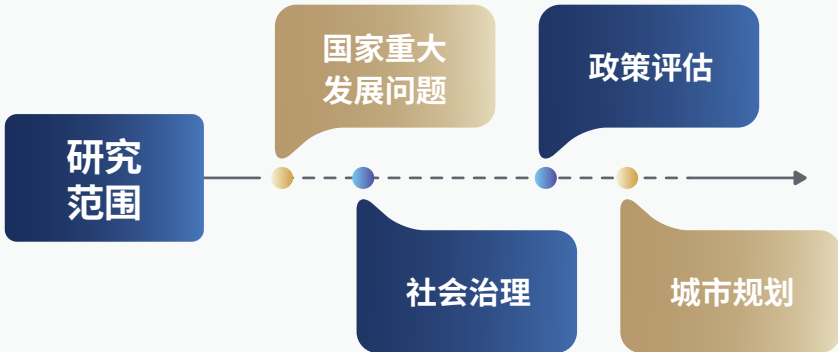 研究
范围
国家重大
发展问题
社会治理
政策评估
城市规划